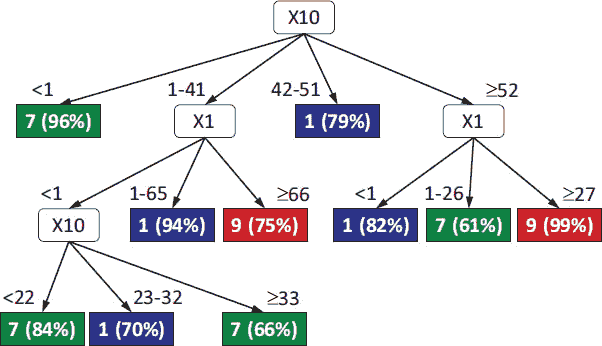 X10
<1 1-41 42-51 ≥52
7 (96%) X1 1 (79%) X1
<1 1-65 ≥66 <1 1-26 ≥27
X10 1 (94%) 9 (75%) 1 (82%) 7 (61%) 9 (99%)
<22 23-32 ≥33
7 (84%) 1 (70%) 7 (66%)